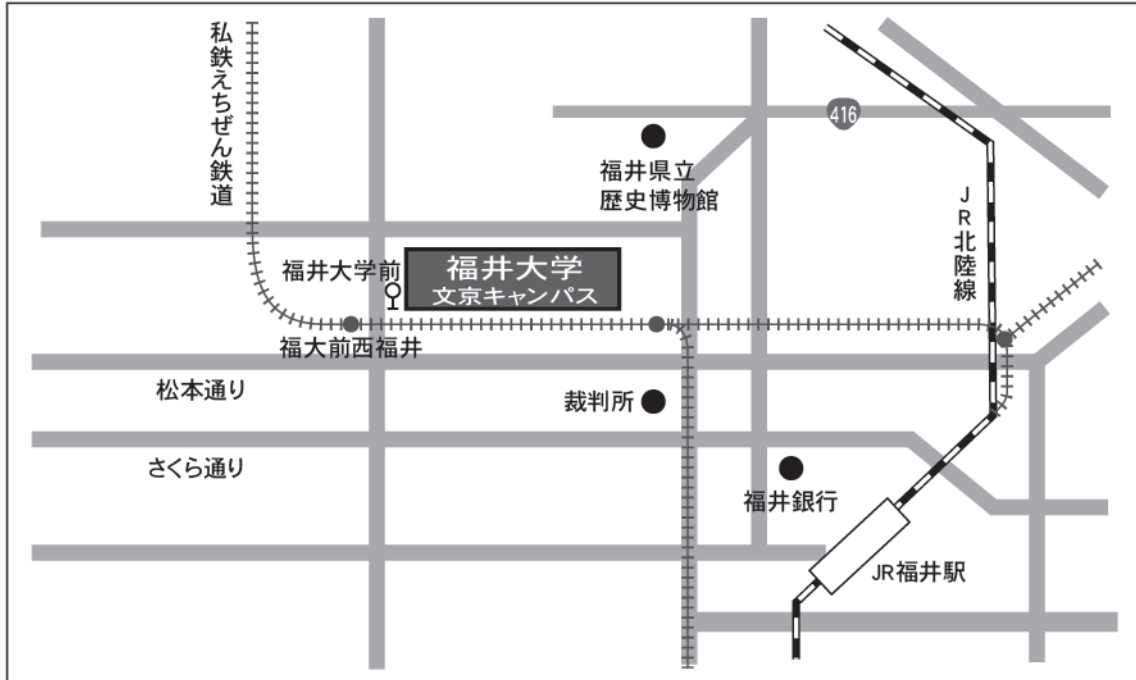 私鉄えちぜん鉄道
416
福井県立
歴史博物館
JR北陸線
福井大学前
福井大学
文京キャンパス
福大前西福井
松本通り
裁判所
さくら通り
福井銀行
JR福井駅